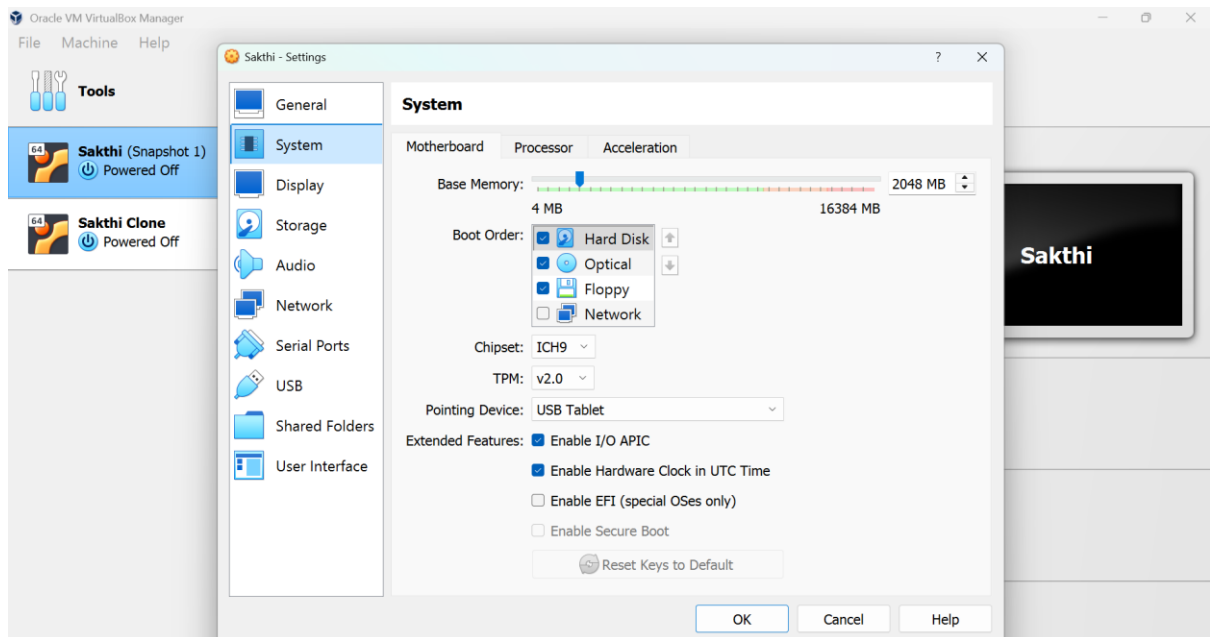 Oracle VM VirtualBox Manager
File Machine Help
Sakthi - Settings
?
Tools
64
Sakthi (Snapshot 1)
Powered Off
64
Sakthi Clone
Powered Off
General
System
Display
Storage
Audio
Network
Serial Ports
USB
Shared Folders
User Interface
System
Motherboard Processor Acceleration
Base Memory: 2048 MB
4 MB 16384 MB
Boot Order: Hard Disk
Optical
Floppy
Network
Chipset: ICH9
TPM: v2.0
Pointing Device: USB Tablet
Extended Features: Enable I/O APIC
Enable Hardware Clock in UTC Time
Enable EFI (special OSes only)
Enable Secure Boot
Reset Keys to Default
OK Cancel Help
Sakthi